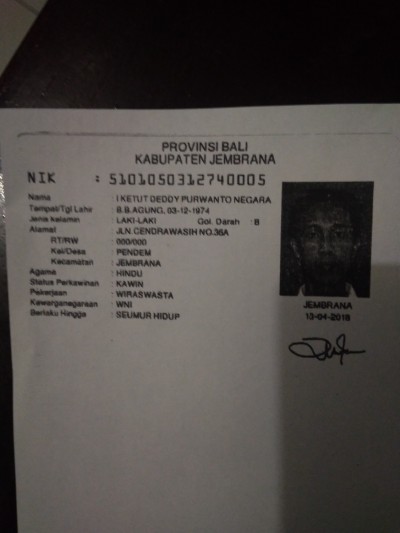 PROVINSI BALI
KABUPATEN JEMBRANA
NIK : 5101050312740005
Nama : I KETUT DEDDY PURWANTO NEGARA
Tempat/Tgl Lahir : B.B.AGUNG, 03-12-1974
Jenis kelamin : LAKI-LAKI Gol. Darah : B
Alamat : JLN.CENDRAWASIH NO.36A
RT/RW : 000/000
Kel/Desa : PENDEM
Kecamatan : JEMBRANA
Agama : HINDU
Status Perkawinan : KAWIN
Pekerjaan : WIRASWASTA
Kewarganegaraan : WNI
Berlaku Hingga : SEUMUR HIDUP
JEMBRANA
13-04-2018